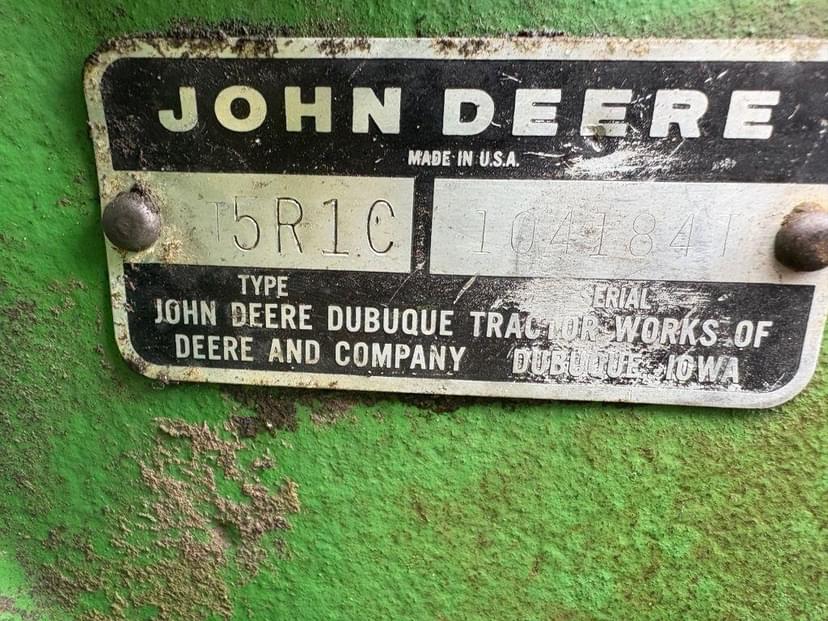 JOHN DEERE
MADE IN U.S.A.
T5R1C 104184T
TYPE SERIAL
JOHN DEERE DUBUQUE TRACTOR WORKS OF
DEERE AND COMPANY DUBUQUE, IOWA